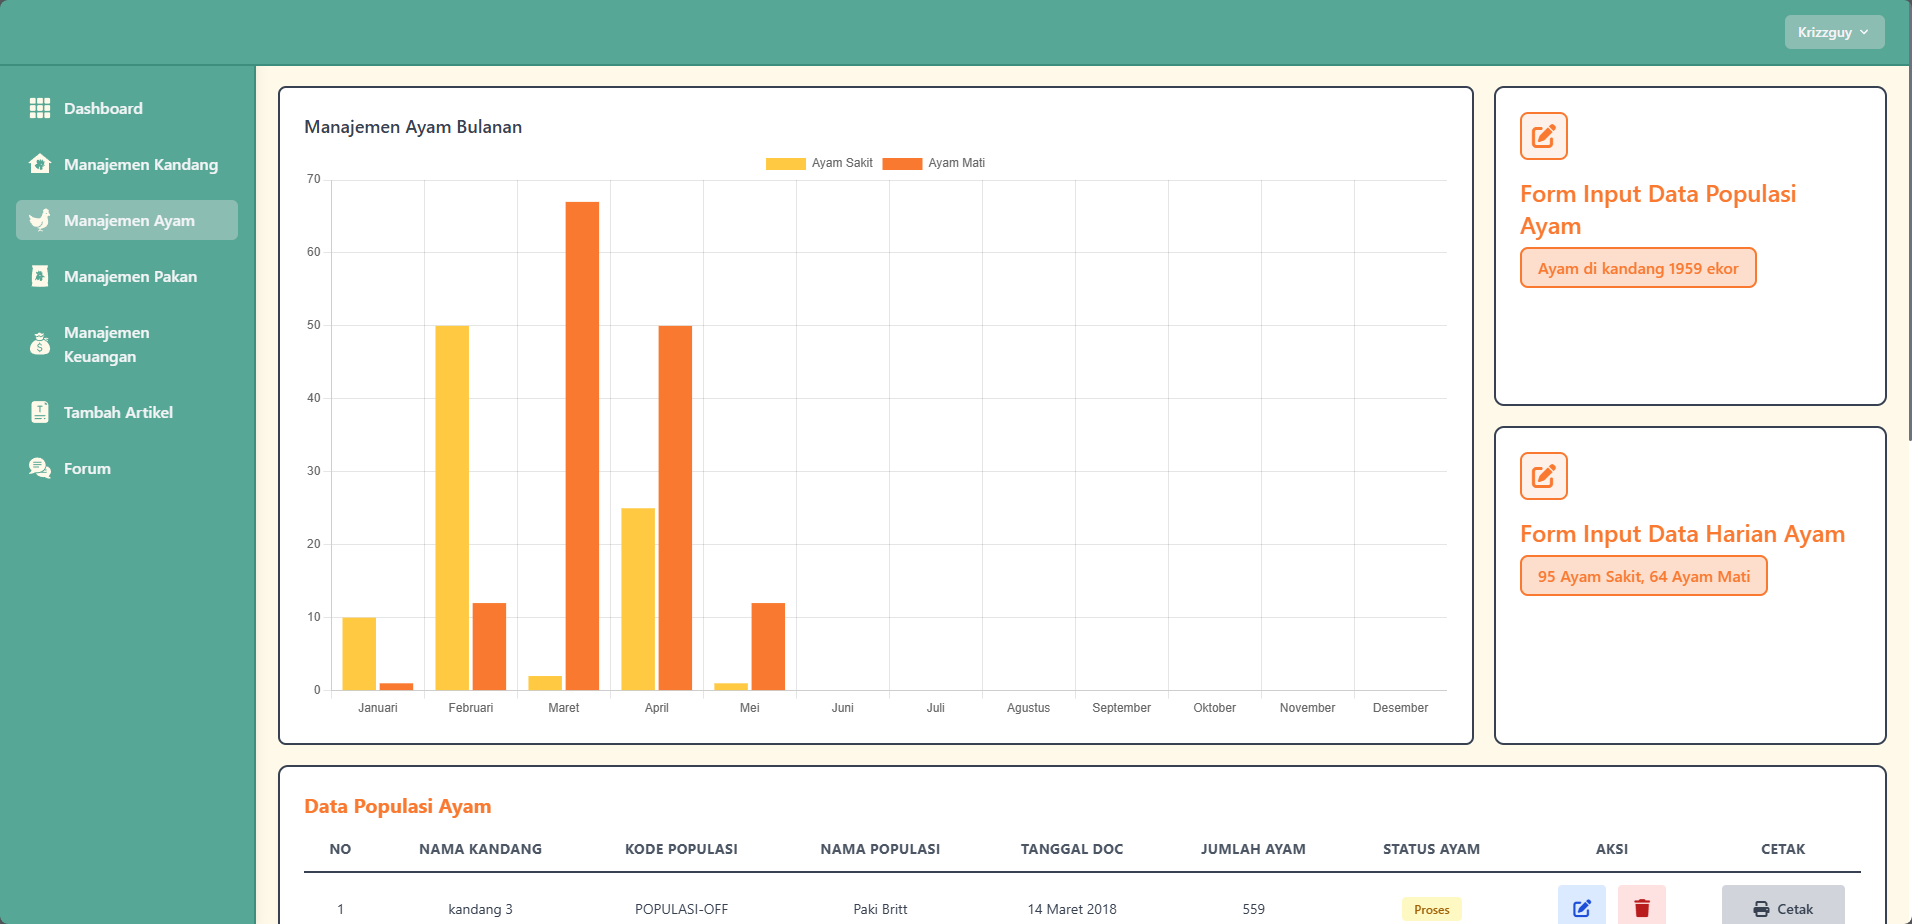 Krizzguy
Dashboard
Manajemen Kandang
Manajemen Ayam
Manajemen Pakan
Manajemen
Keuangan
Tambah Artikel
Forum
Manajemen Ayam Bulanan
Ayam Sakit Ayam Mati
70
60
50
40
30
20
10
0
Januari Februari Maret April Mei Juni Juli Agustus September Oktober November Desember
Form Input Data Populasi
Ayam
Ayam di kandang 1959 ekor
Form Input Data Harian Ayam
95 Ayam Sakit, 64 Ayam Mati
Data Populasi Ayam
NO NAMA KANDANG KODE POPULASI NAMA POPULASI TANGGAL DOC JUMLAH AYAM STATUS AYAM AKSI CETAK
1 kandang 3 POPULASI-OFF Paki Britt 14 Maret 2018 559 Proses Cetak